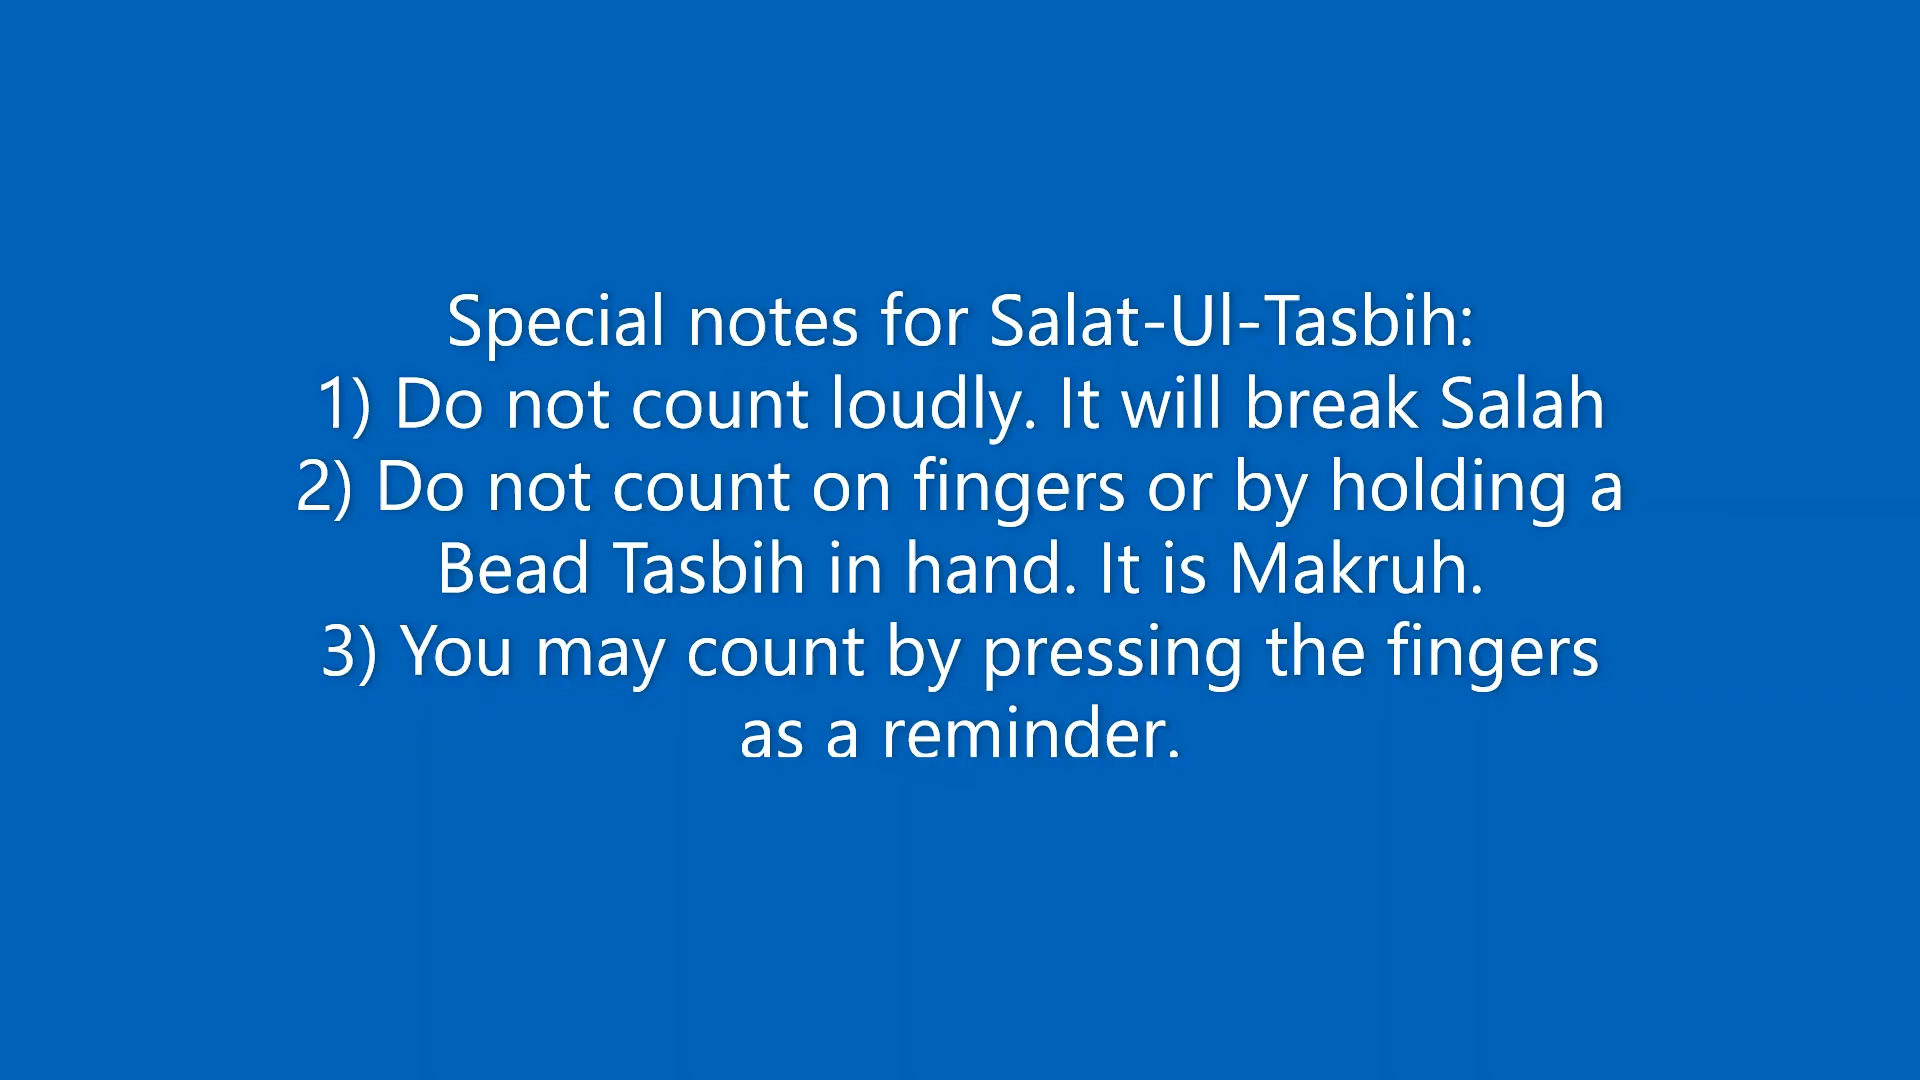 Special notes for Salat-Ul-Tasbih:
1) Do not count loudly. It will break Salah
2) Do not count on fingers or by holding a
Bead Tasbih in hand. It is Makruh.
3) You may count by pressing the fingers
as a reminder.